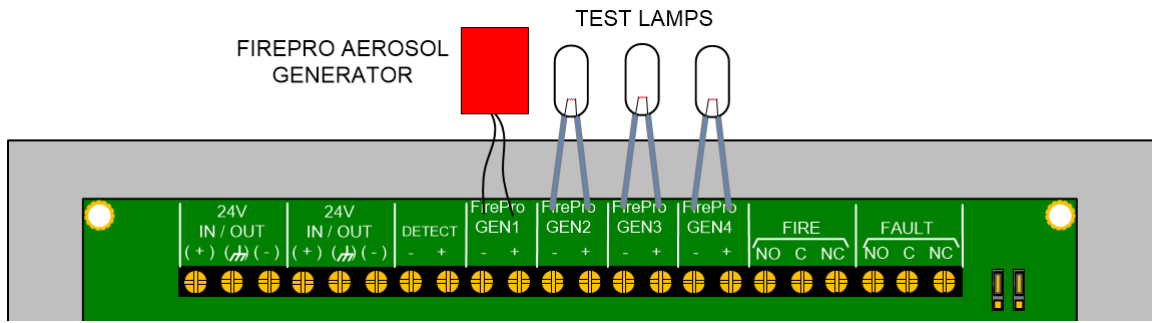 TEST LAMPS
FIREPRO AEROSOL
GENERATOR
24V
IN / OUT
(+) (-)
24V
IN / OUT
(+) (-)
DETECT
- +
FirePro
GEN1
- +
FirePro
GEN2
- +
FirePro
GEN3
- +
FirePro
GEN4
- +
FIRE
NO C NC
FAULT
NO C NC